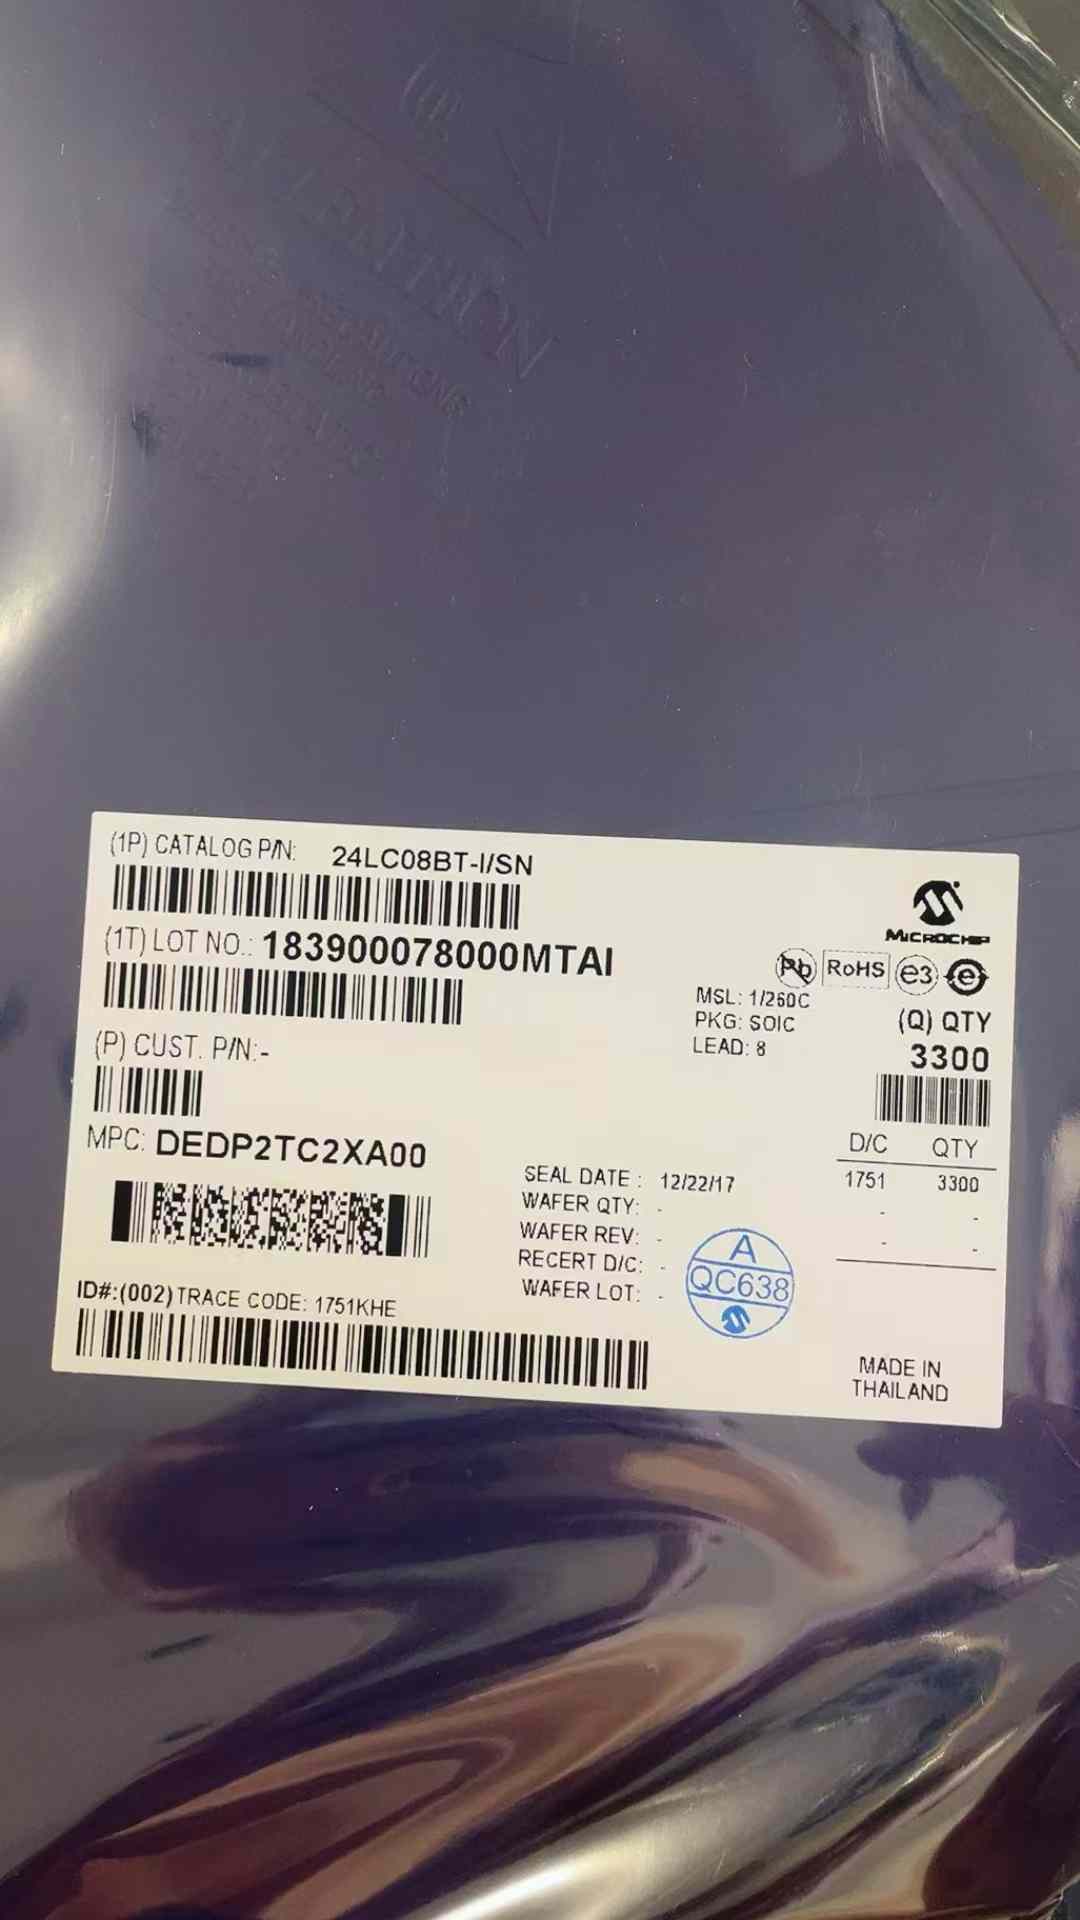 ATTENTION
(1P) CATALOG P/N: 24LC08BT-I/SN
(1T) LOT NO.: 183900078000MTAI
(P) CUST. P/N:-
MPC: DEDP2TC2XA00
ID#:(002) TRACE CODE: 1751KHE
MICROCHIP
Pb RoHS e3 e
MSL: 1/260C
PKG: SOIC
LEAD: 8
(Q) QTY
3300
D/C QTY
1751 3300
- -
- -
SEAL DATE : 12/22/17
WAFER QTY: -
WAFER REV: -
RECERT D/C: -
WAFER LOT: -
A
QC638
MADE IN
THAILAND